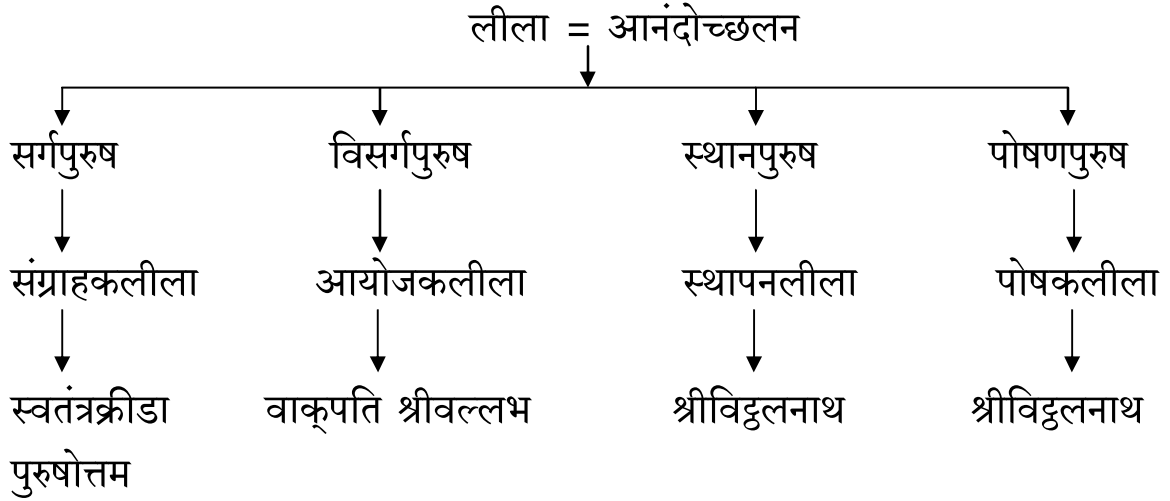 लीला = आनंदोच्छलन
सर्गपुरुष विसर्गपुरुष स्थानपुरुष पोषणपुरुष
संग्राहकलीला आयोजकलीला स्थापनलीला पोषकलीला
स्वतंत्रक्रीडा वाक्‌पति श्रीवल्लभ श्रीविट्ठलनाथ श्रीविट्ठलनाथ
पुरुषोत्तम